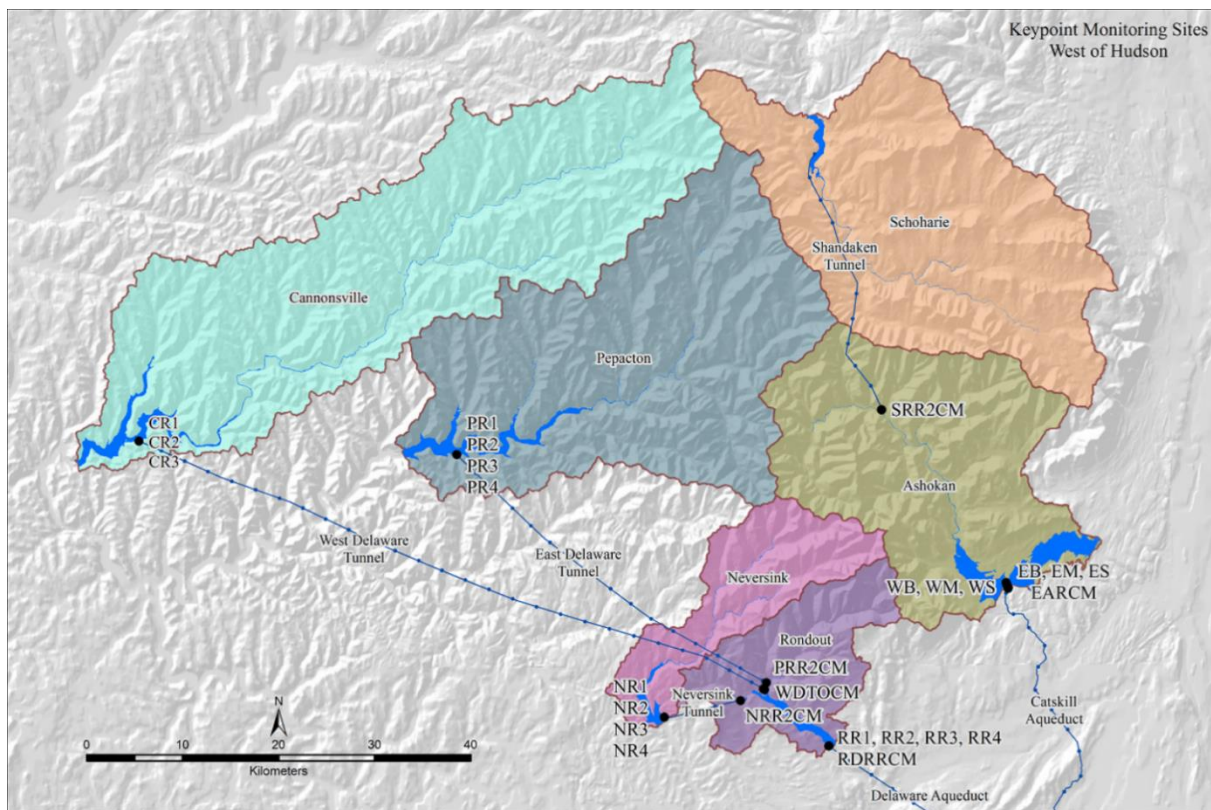 Keypoint Monitoring Sites
West of Hudson
Schoharie
Shandaken
Tunnel
Cannonsville
Pepacton
SRR2CM
CR1
CR2
CR3
PR1
PR2
PR3
PR4
Ashokan
West Delaware
Tunnel
East Delaware
Tunnel
Neversink
EB, EM, ES
WB, WM, WS
EARCM
Rondout
PRR2CM
WDTOCM
NR1
NR2
NR3
NR4
Neversink
Tunnel
NRR2CM
Catskill
Aqueduct
RR1, RR2, RR3, RR4
RDRRCM
Delaware Aqueduct
N
0 10 20 30 40
Kilometers